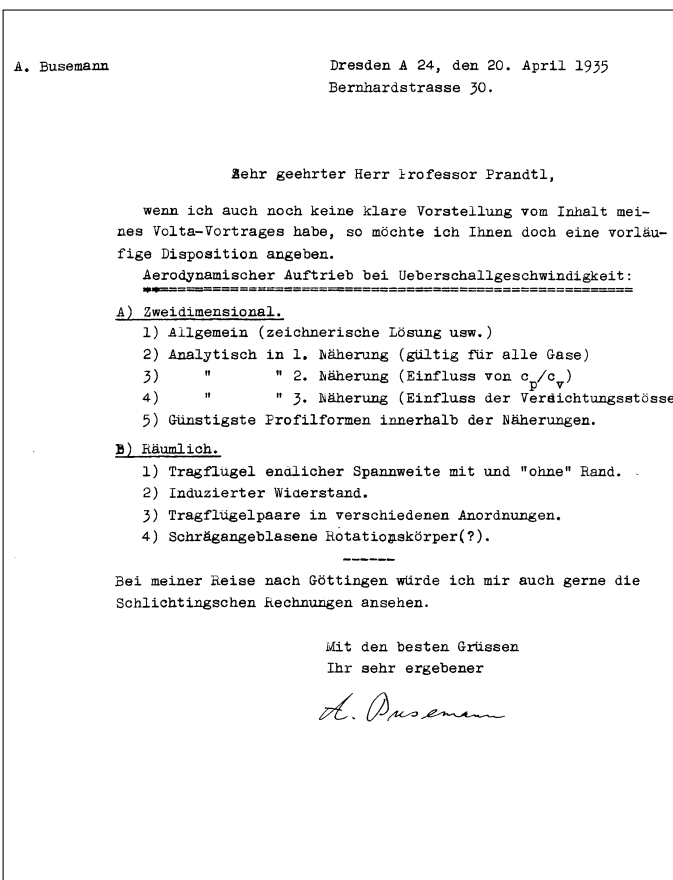 A. Busemann
Dresden A 24, den 20. April 1935
Bernhardstrasse 30.
Sehr geehrter Herr Professor Prandtl,
wenn ich auch noch keine klare Vorstellung vom Inhalt mei-
nes Volta-Vortrages habe, so möchte ich Ihnen doch eine vorläu-
fige Disposition angeben.
Aerodynamischer Auftrieb bei Ueberschallgeschwindigkeit:
A) Zweidimensional.
1) Allgemein (zeichnerische Lösung usw.)
2) Analytisch in 1. Näherung (gültig für alle Gase)
3) " " 2. Näherung (Einfluss von c_p/c_v)
4) " " 3. Näherung (Einfluss der Verdichtungsstösse
5) Günstigste Profilformen innerhalb der Näherungen.
B) Räumlich.
1) Tragflügel endlicher Spannweite mit und "ohne" Rand.
2) Induzierter Widerstand.
3) Tragflügelpaare in verschiedenen Anordnungen.
4) Schrägangeblasene Rotationskörper(?).
------
Bei meiner Reise nach Göttingen würde ich mir auch gerne die
Schlichtingschen Rechnungen ansehen.
Mit den besten Grüssen
Ihr sehr ergebener
A. Busemann